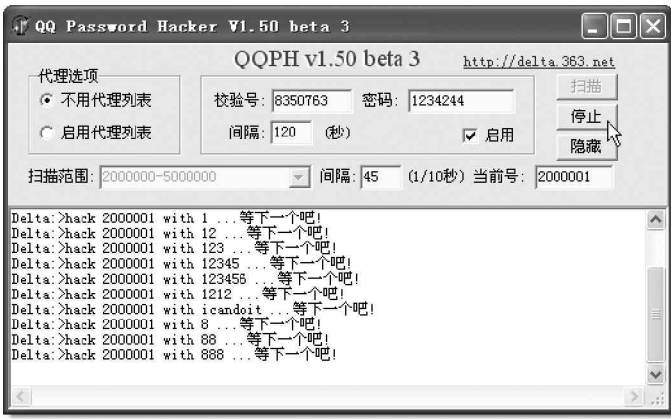 QQ Password Hacker V1.50 beta 3
QQPH v1.50 beta 3
http://delta.363.net
代理选项
不用代理列表
启用代理列表
校验号: 8350763 密码: 1234244
间隔: 120 (秒) 启用
扫描
停止
隐藏
扫描范围: 2000000-5000000 间隔: 45 (1/10秒) 当前号: 2000001
Delta:>hack 2000001 with 1 ...等下一个吧!
Delta:>hack 2000001 with 12 ...等下一个吧!
Delta:>hack 2000001 with 123 ...等下一个吧!
Delta:>hack 2000001 with 12345 ...等下一个吧!
Delta:>hack 2000001 with 123456 ...等下一个吧!
Delta:>hack 2000001 with 1212 ...等下一个吧!
Delta:>hack 2000001 with icandoit ...等下一个吧!
Delta:>hack 2000001 with 8 ...等下一个吧!
Delta:>hack 2000001 with 88 ...等下一个吧!
Delta:>hack 2000001 with 888 ...等下一个吧!